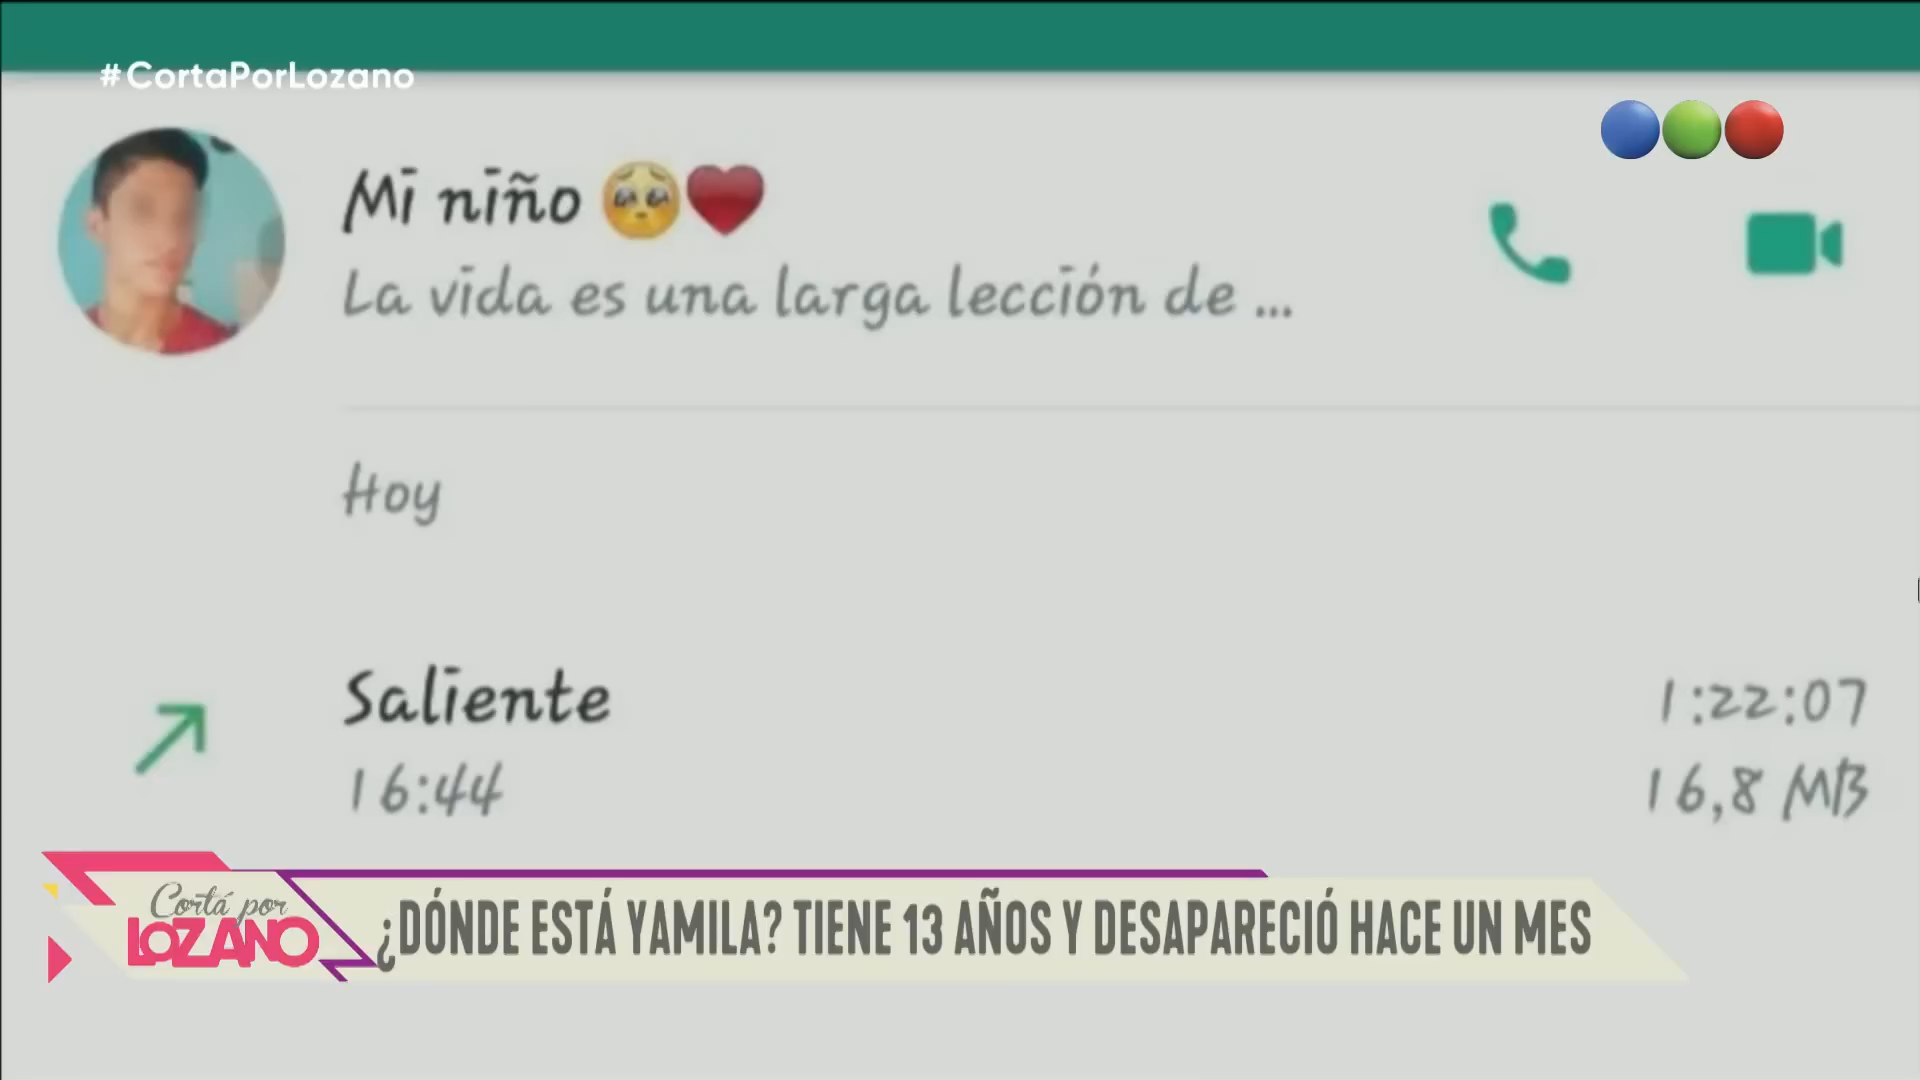 #CortaPorLozano
Mi niño 🥺❤️
La vida es una larga lección de ...
Hoy
Saliente
1:22:07
16:44
16,8 MB
Cortá por
LOZANO
¿DÓNDE ESTÁ YAMILA? TIENE 13 AÑOS Y DESAPARECIÓ HACE UN MES